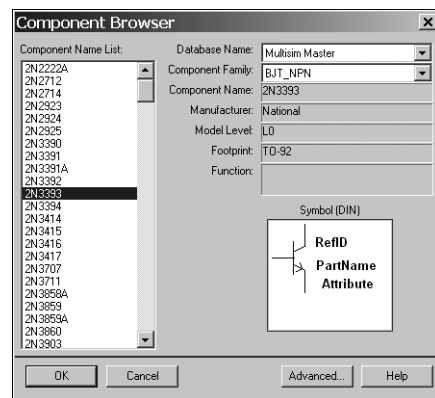 Component Browser
Component Name List:
2N2222A
2N2712
2N2714
2N2923
2N2924
2N2925
2N3390
2N3391
2N3391A
2N3392
2N3393
2N3394
2N3414
2N3415
2N3416
2N3417
2N3707
2N3711
2N3858A
2N3859
2N3859A
2N3860
2N3903
Database Name: Multisim Master
Component Family: BJT_NPN
Component Name: 2N3393
Manufacturer: National
Model Level: L0
Footprint: TO-92
Function:
Symbol (DIN)
RefID
PartName
Attribute
OK Cancel Advanced... Help